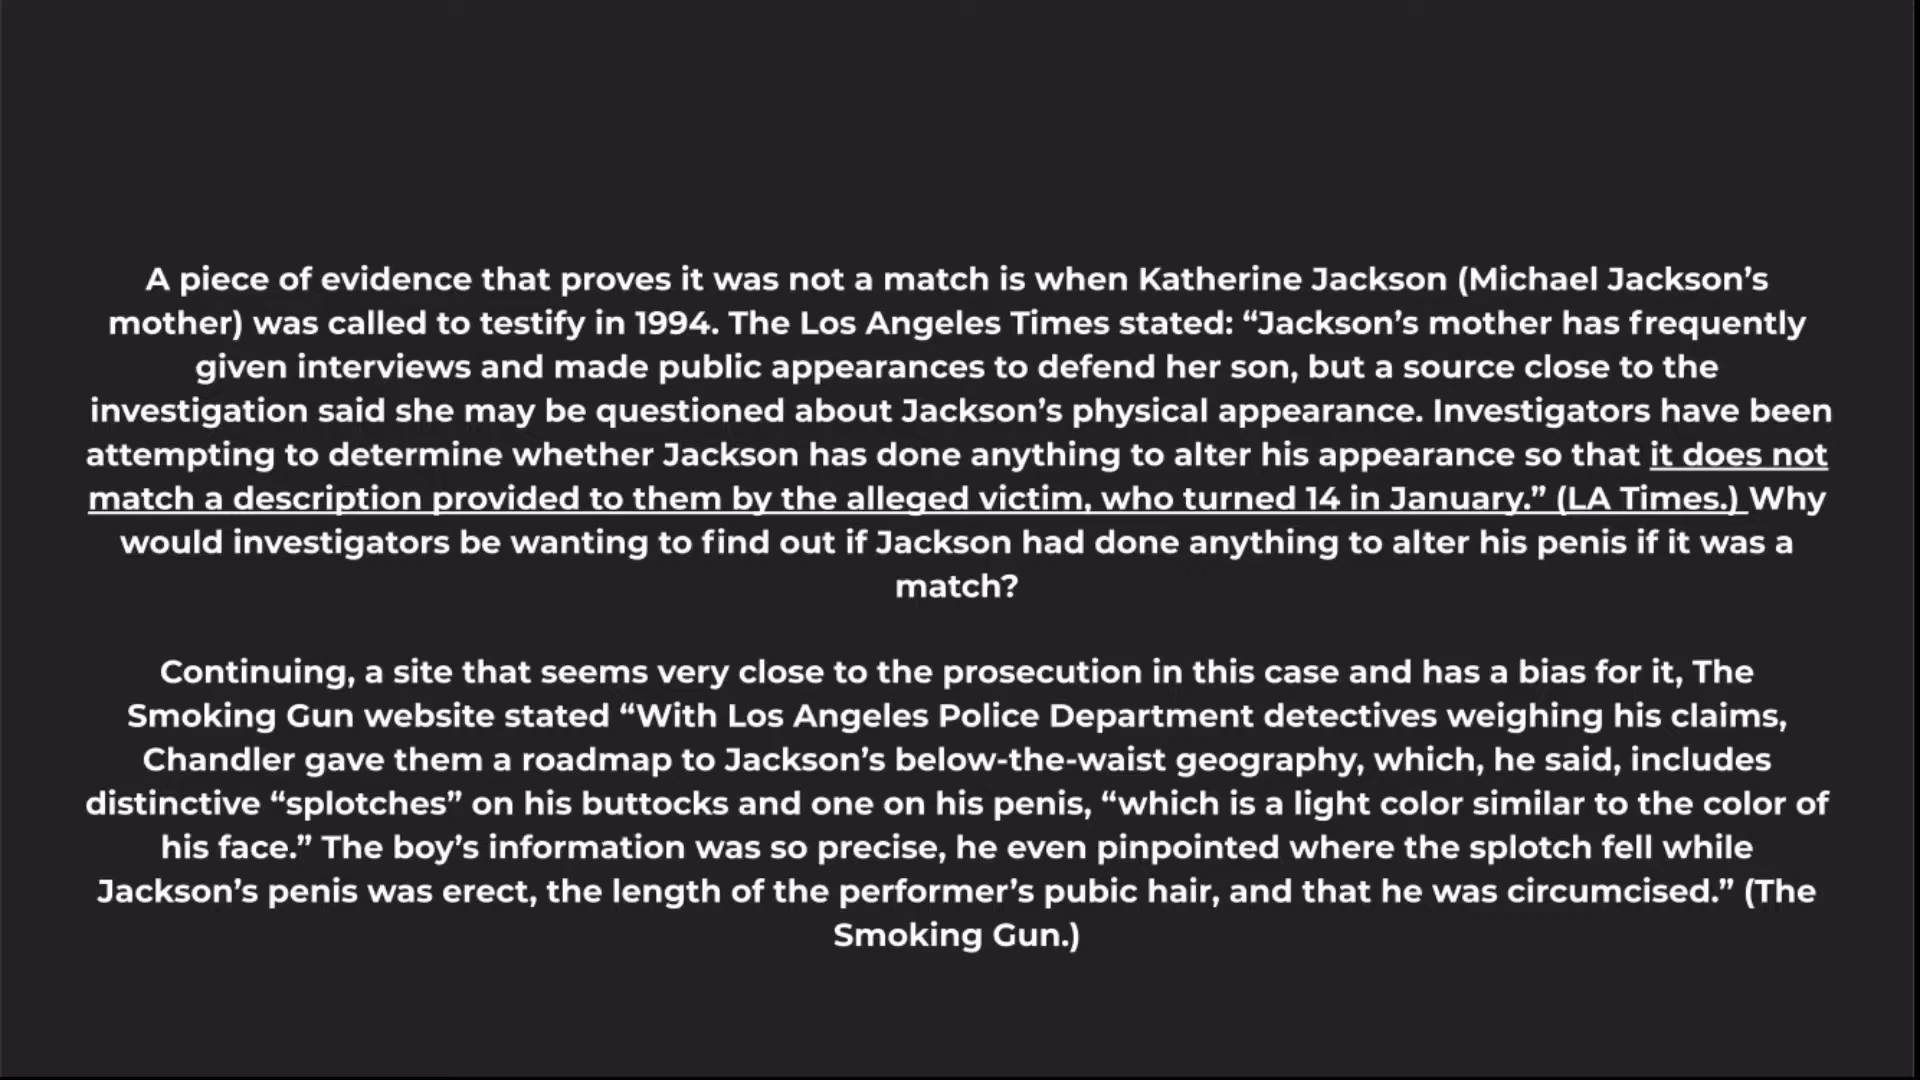 A piece of evidence that proves it was not a match is when Katherine Jackson (Michael Jackson’s
mother) was called to testify in 1994. The Los Angeles Times stated: “Jackson’s mother has frequently
given interviews and made public appearances to defend her son, but a source close to the
investigation said she may be questioned about Jackson’s physical appearance. Investigators have been
attempting to determine whether Jackson has done anything to alter his appearance so that it does not
match a description provided to them by the alleged victim, who turned 14 in January.” (LA Times.) Why
would investigators be wanting to find out if Jackson had done anything to alter his penis if it was a
match?
Continuing, a site that seems very close to the prosecution in this case and has a bias for it, The
Smoking Gun website stated “With Los Angeles Police Department detectives weighing his claims,
Chandler gave them a roadmap to Jackson’s below-the-waist geography, which, he said, includes
distinctive “splotches” on his buttocks and one on his penis, “which is a light color similar to the color of
his face.” The boy’s information was so precise, he even pinpointed where the splotch fell while
Jackson’s penis was erect, the length of the performer’s pubic hair, and that he was circumcised.” (The
Smoking Gun.)